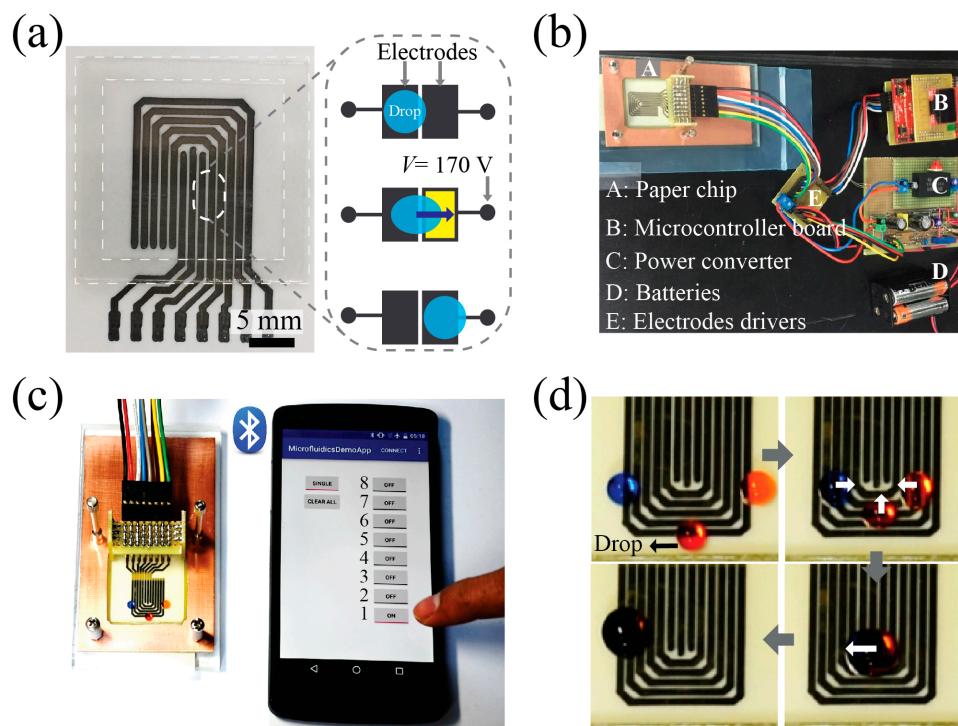 (a)
Electrodes
Drop
V= 170 V
5 mm
(b)
A
B
C
E
D
A: Paper chip
B: Microcontroller board
C: Power converter
D: Batteries
E: Electrodes drivers
(c)
05:18
MicrofluidicsDemoApp CONNECT
SINGLE 8 OFF
CLEAR ALL 7 OFF
6 OFF
5 OFF
4 OFF
3 OFF
2 OFF
1 ON
(d)
Drop